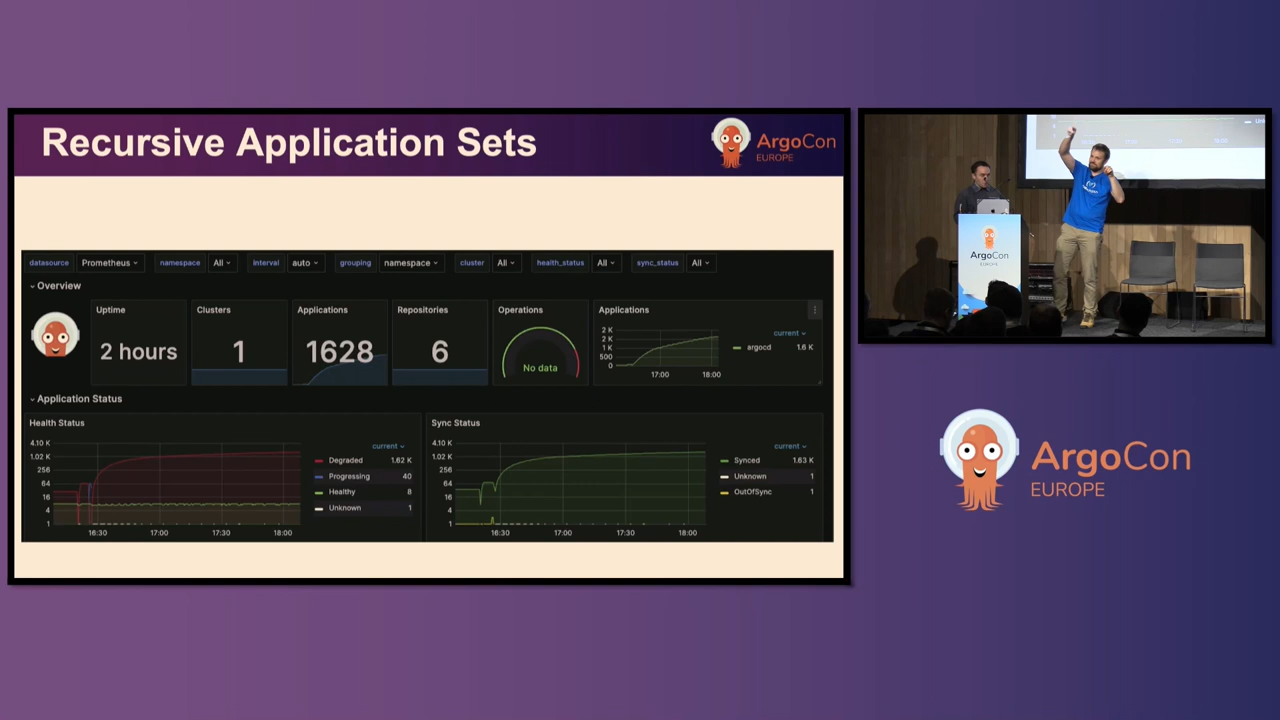 Recursive Application Sets
ArgoCon
EUROPE
datasource Prometheus namespace All interval auto grouping namespace cluster All health_status All sync_status All
Overview
Uptime
2 hours
Clusters
1
Applications
1628
Repositories
6
Operations
No data
Applications
2 K
2 K
1 K
500
0
17:00 18:00
current
argocd 1.6 K
Application Status
Health Status
4.10 K
1.02 K
256
64
16
4
1
16:30 17:00 17:30 18:00
current
Degraded 1.62 K
Progressing 40
Healthy 8
Unknown 1
Sync Status
4.10 K
1.02 K
256
64
16
4
1
16:30 17:00 17:30 18:00
current
Synced 1.63 K
Unknown 1
OutOfSync 1
ArgoCon
EUROPE
ArgoCon
EUROPE